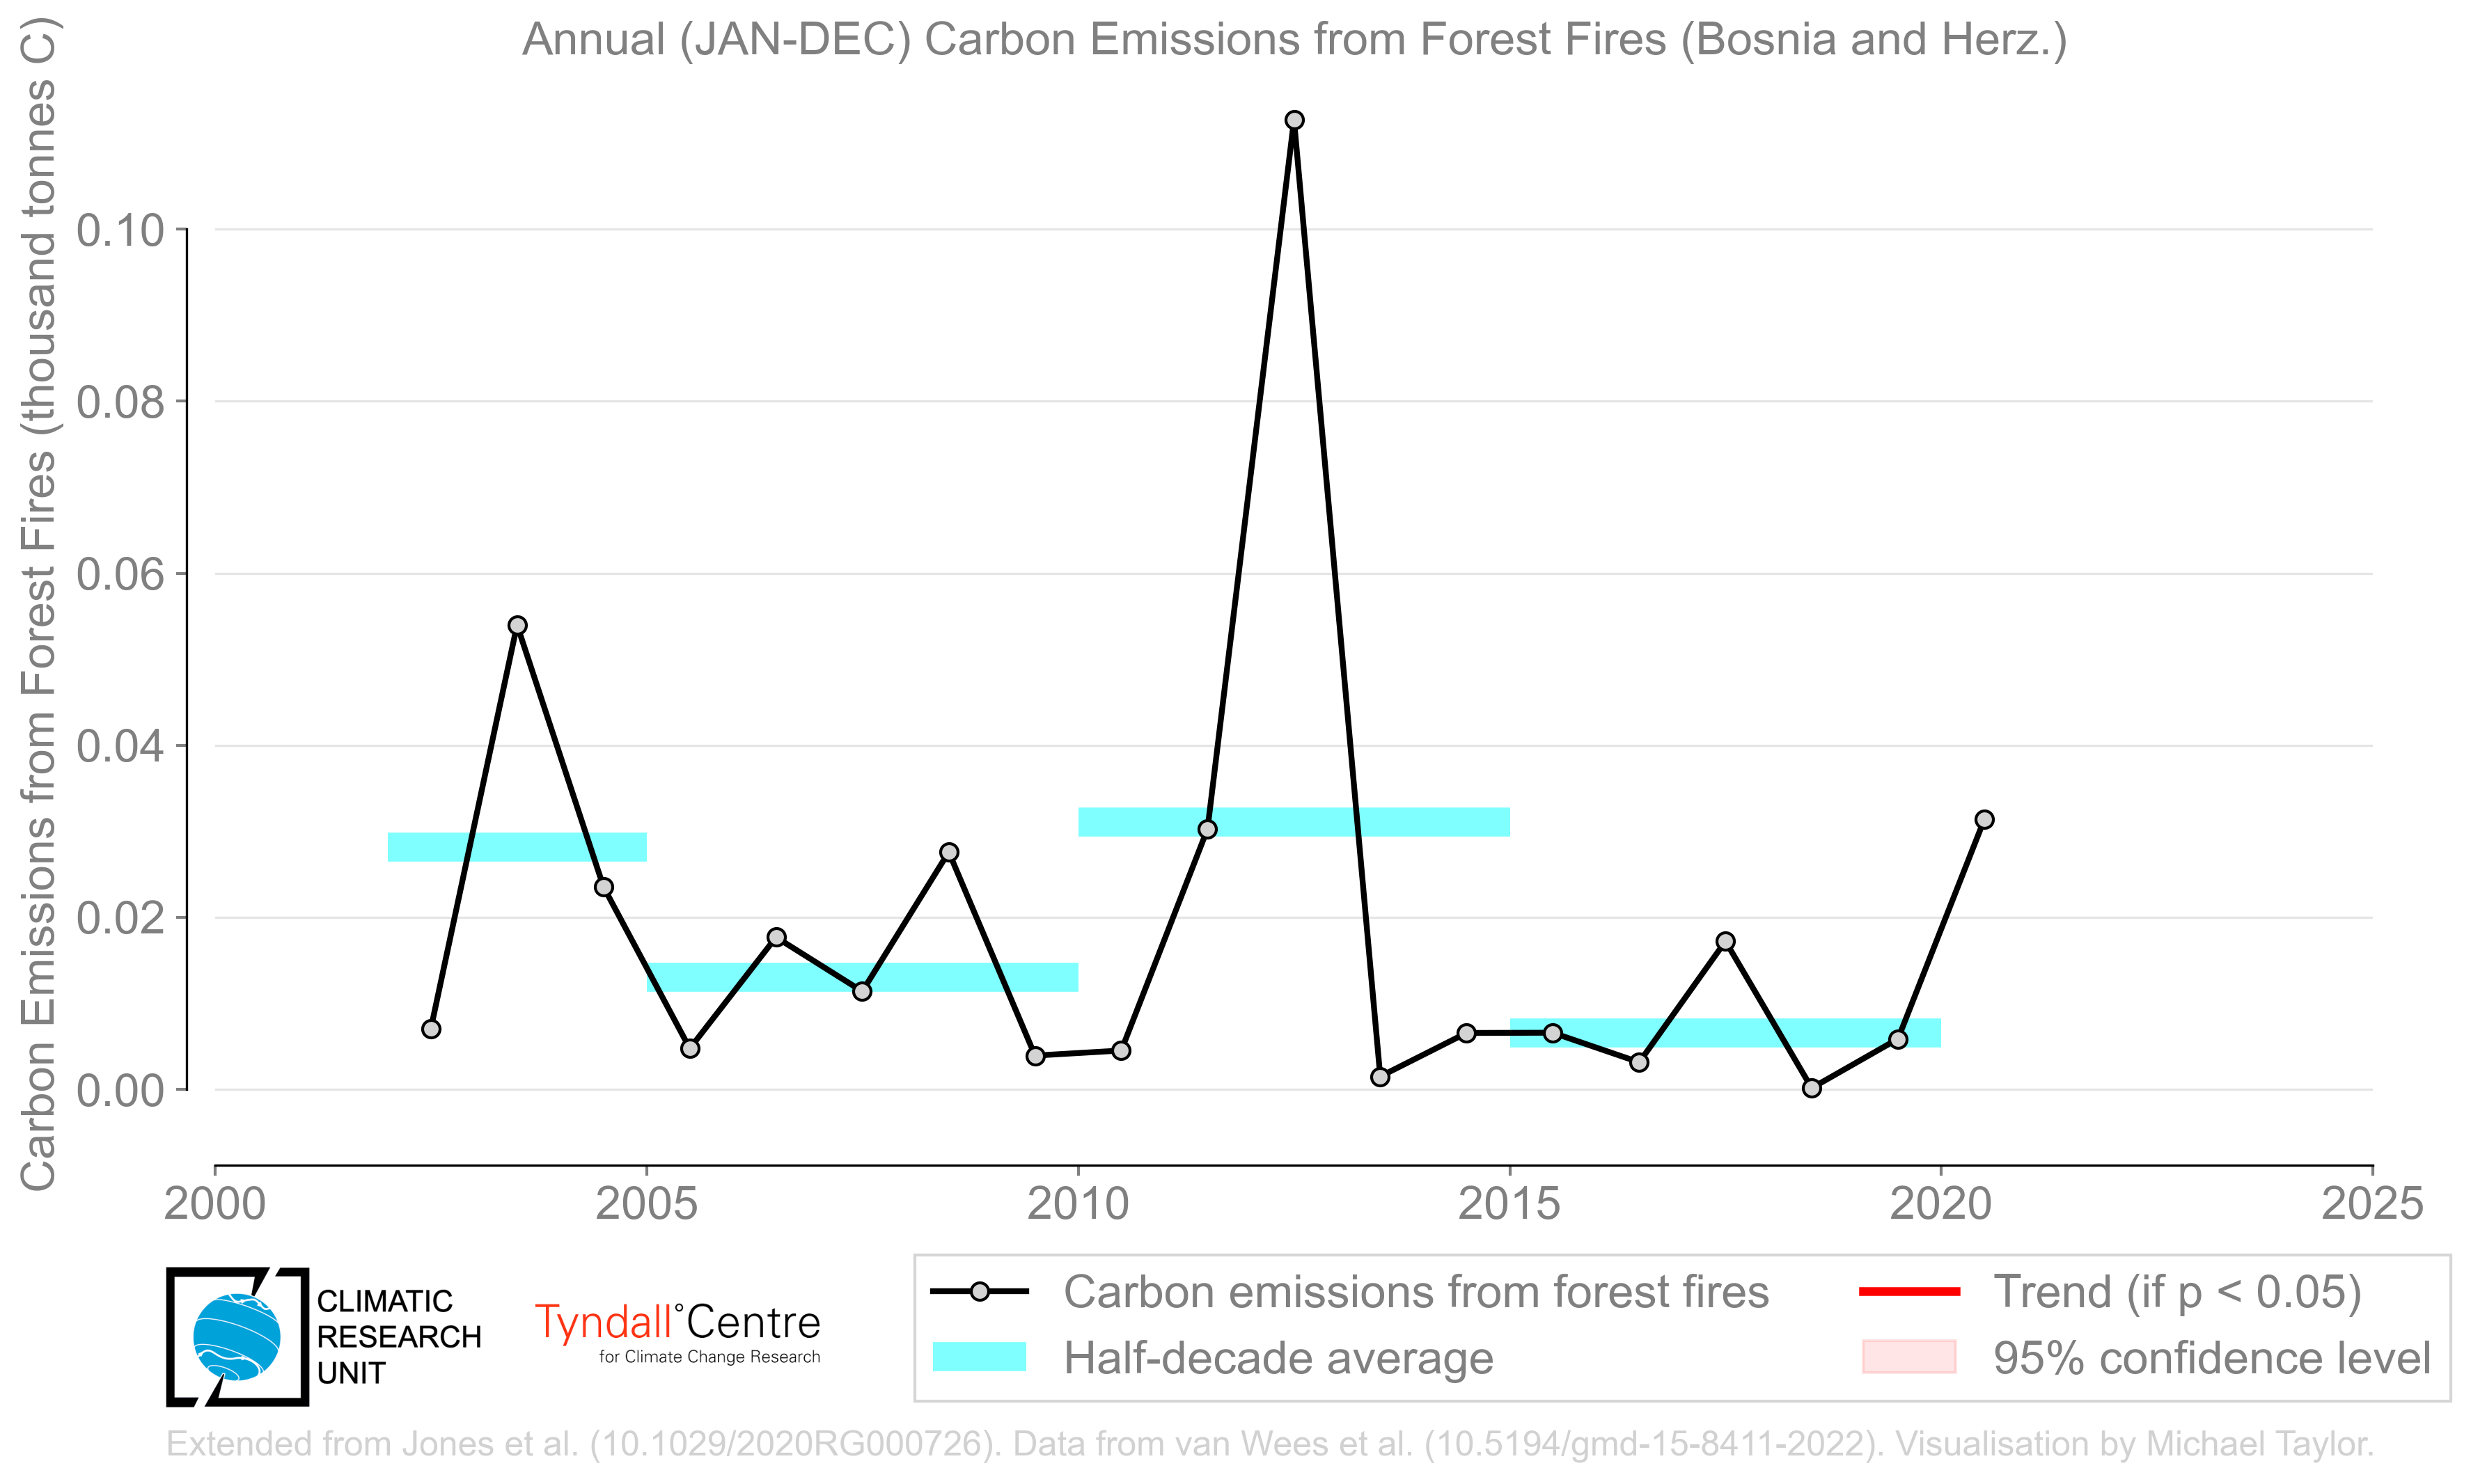 Annual (JAN-DEC) Carbon Emissions from Forest Fires (Bosnia and Herz.)
Carbon Emissions from Forest Fires (thousand tonnes C)
0.10
0.08
0.06
0.04
0.02
0.00
2000
2005
2010
2015
2020
2025
CLIMATIC
RESEARCH
UNIT
Tyndall°Centre
for Climate Change Research
Carbon emissions from forest fires
Half-decade average
Trend (if p < 0.05)
95% confidence level
Extended from Jones et al. (10.1029/2020RG000726). Data from van Wees et al. (10.5194/gmd-15-8411-2022). Visualisation by Michael Taylor.